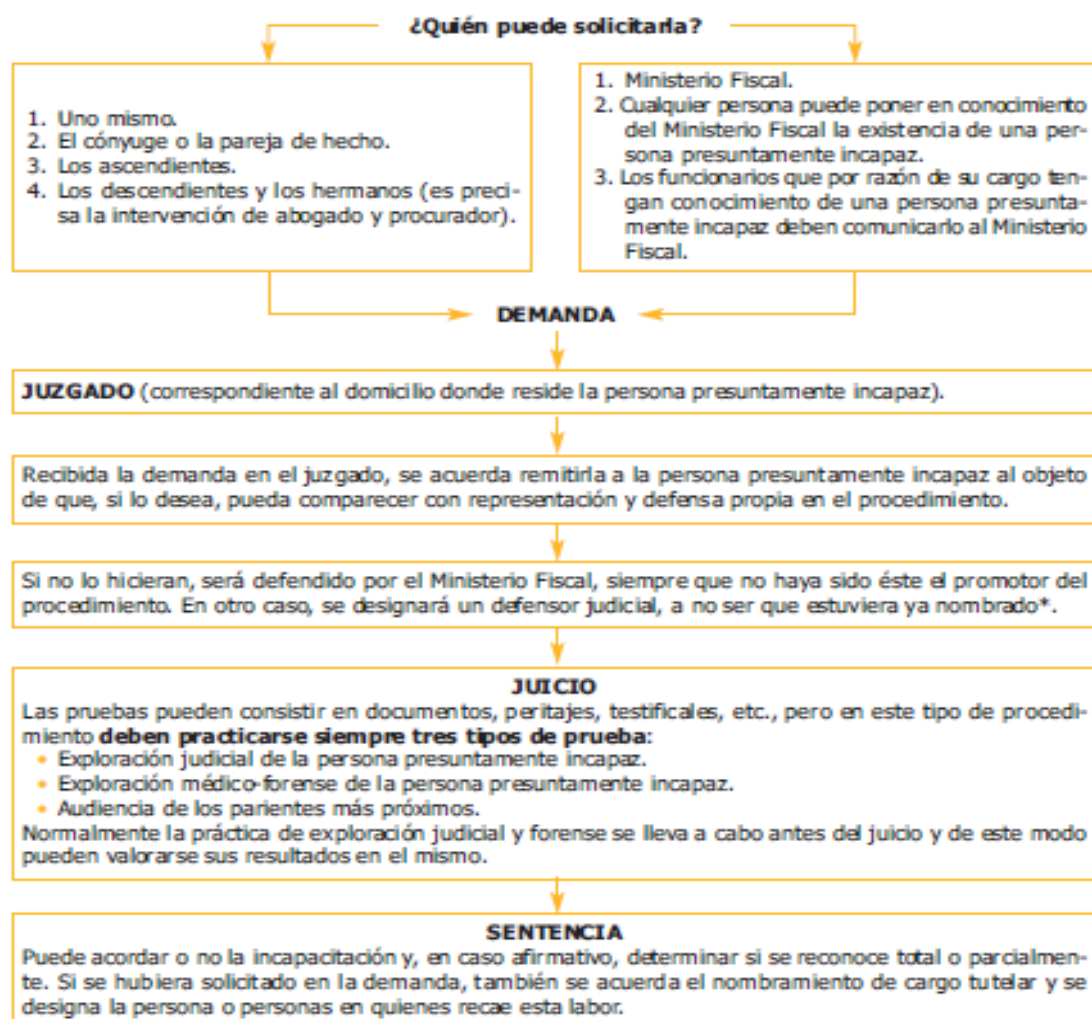 ¿Quién puede solicitarla?
1. Uno mismo.
2. El cónyuge o la pareja de hecho.
3. Los ascendientes.
4. Los descendientes y los hermanos (es preci-
sa la intervención de abogado y procurador).
1. Ministerio Fiscal.
2. Cualquier persona puede poner en conocimiento
del Ministerio Fiscal la existencia de una per-
sona presuntamente incapaz.
3. Los funcionarios que por razón de su cargo ten-
gan conocimiento de una persona presunta-
mente incapaz deben comunicarlo al Ministerio
Fiscal.
DEMANDA
JUZGADO (correspondiente al domicilio donde reside la persona presuntamente incapaz).
Recibida la demanda en el juzgado, se acuerda remitirla a la persona presuntamente incapaz al objeto
de que, si lo desea, pueda comparecer con representación y defensa propia en el procedimiento.
Si no lo hicieran, será defendido por el Ministerio Fiscal, siempre que no haya sido éste el promotor del
procedimiento. En otro caso, se designará un defensor judicial, a no ser que estuviera ya nombrado*.
JUICIO
Las pruebas pueden consistir en documentos, peritajes, testificales, etc., pero en este tipo de procedi-
miento deben practicarse siempre tres tipos de prueba:
• Exploración judicial de la persona presuntamente incapaz.
• Exploración médico-forense de la persona presuntamente incapaz.
• Audiencia de los parientes más próximos.
Normalmente la práctica de exploración judicial y forense se lleva a cabo antes del juicio y de este modo
pueden valorarse sus resultados en el mismo.
SENTENCIA
Puede acordar o no la incapacitación y, en caso afirmativo, determinar si se reconoce total o parcialmen-
te. Si se hubiera solicitado en la demanda, también se acuerda el nombramiento de cargo tutelar y se
designa la persona o personas en quienes recae esta labor.